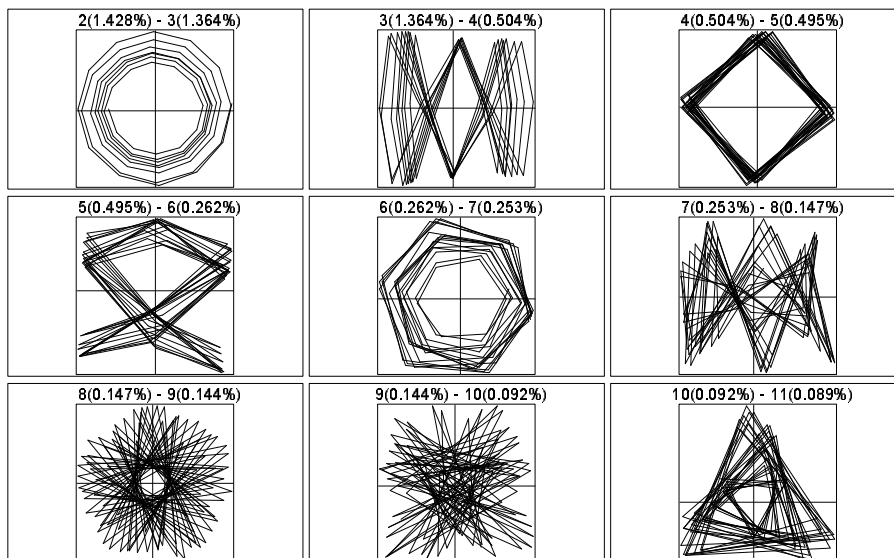 2(1.428%) - 3(1.364%)
3(1.364%) - 4(0.504%)
4(0.504%) - 5(0.495%)
5(0.495%) - 6(0.262%)
6(0.262%) - 7(0.253%)
7(0.253%) - 8(0.147%)
8(0.147%) - 9(0.144%)
9(0.144%) - 10(0.092%)
10(0.092%) - 11(0.089%)